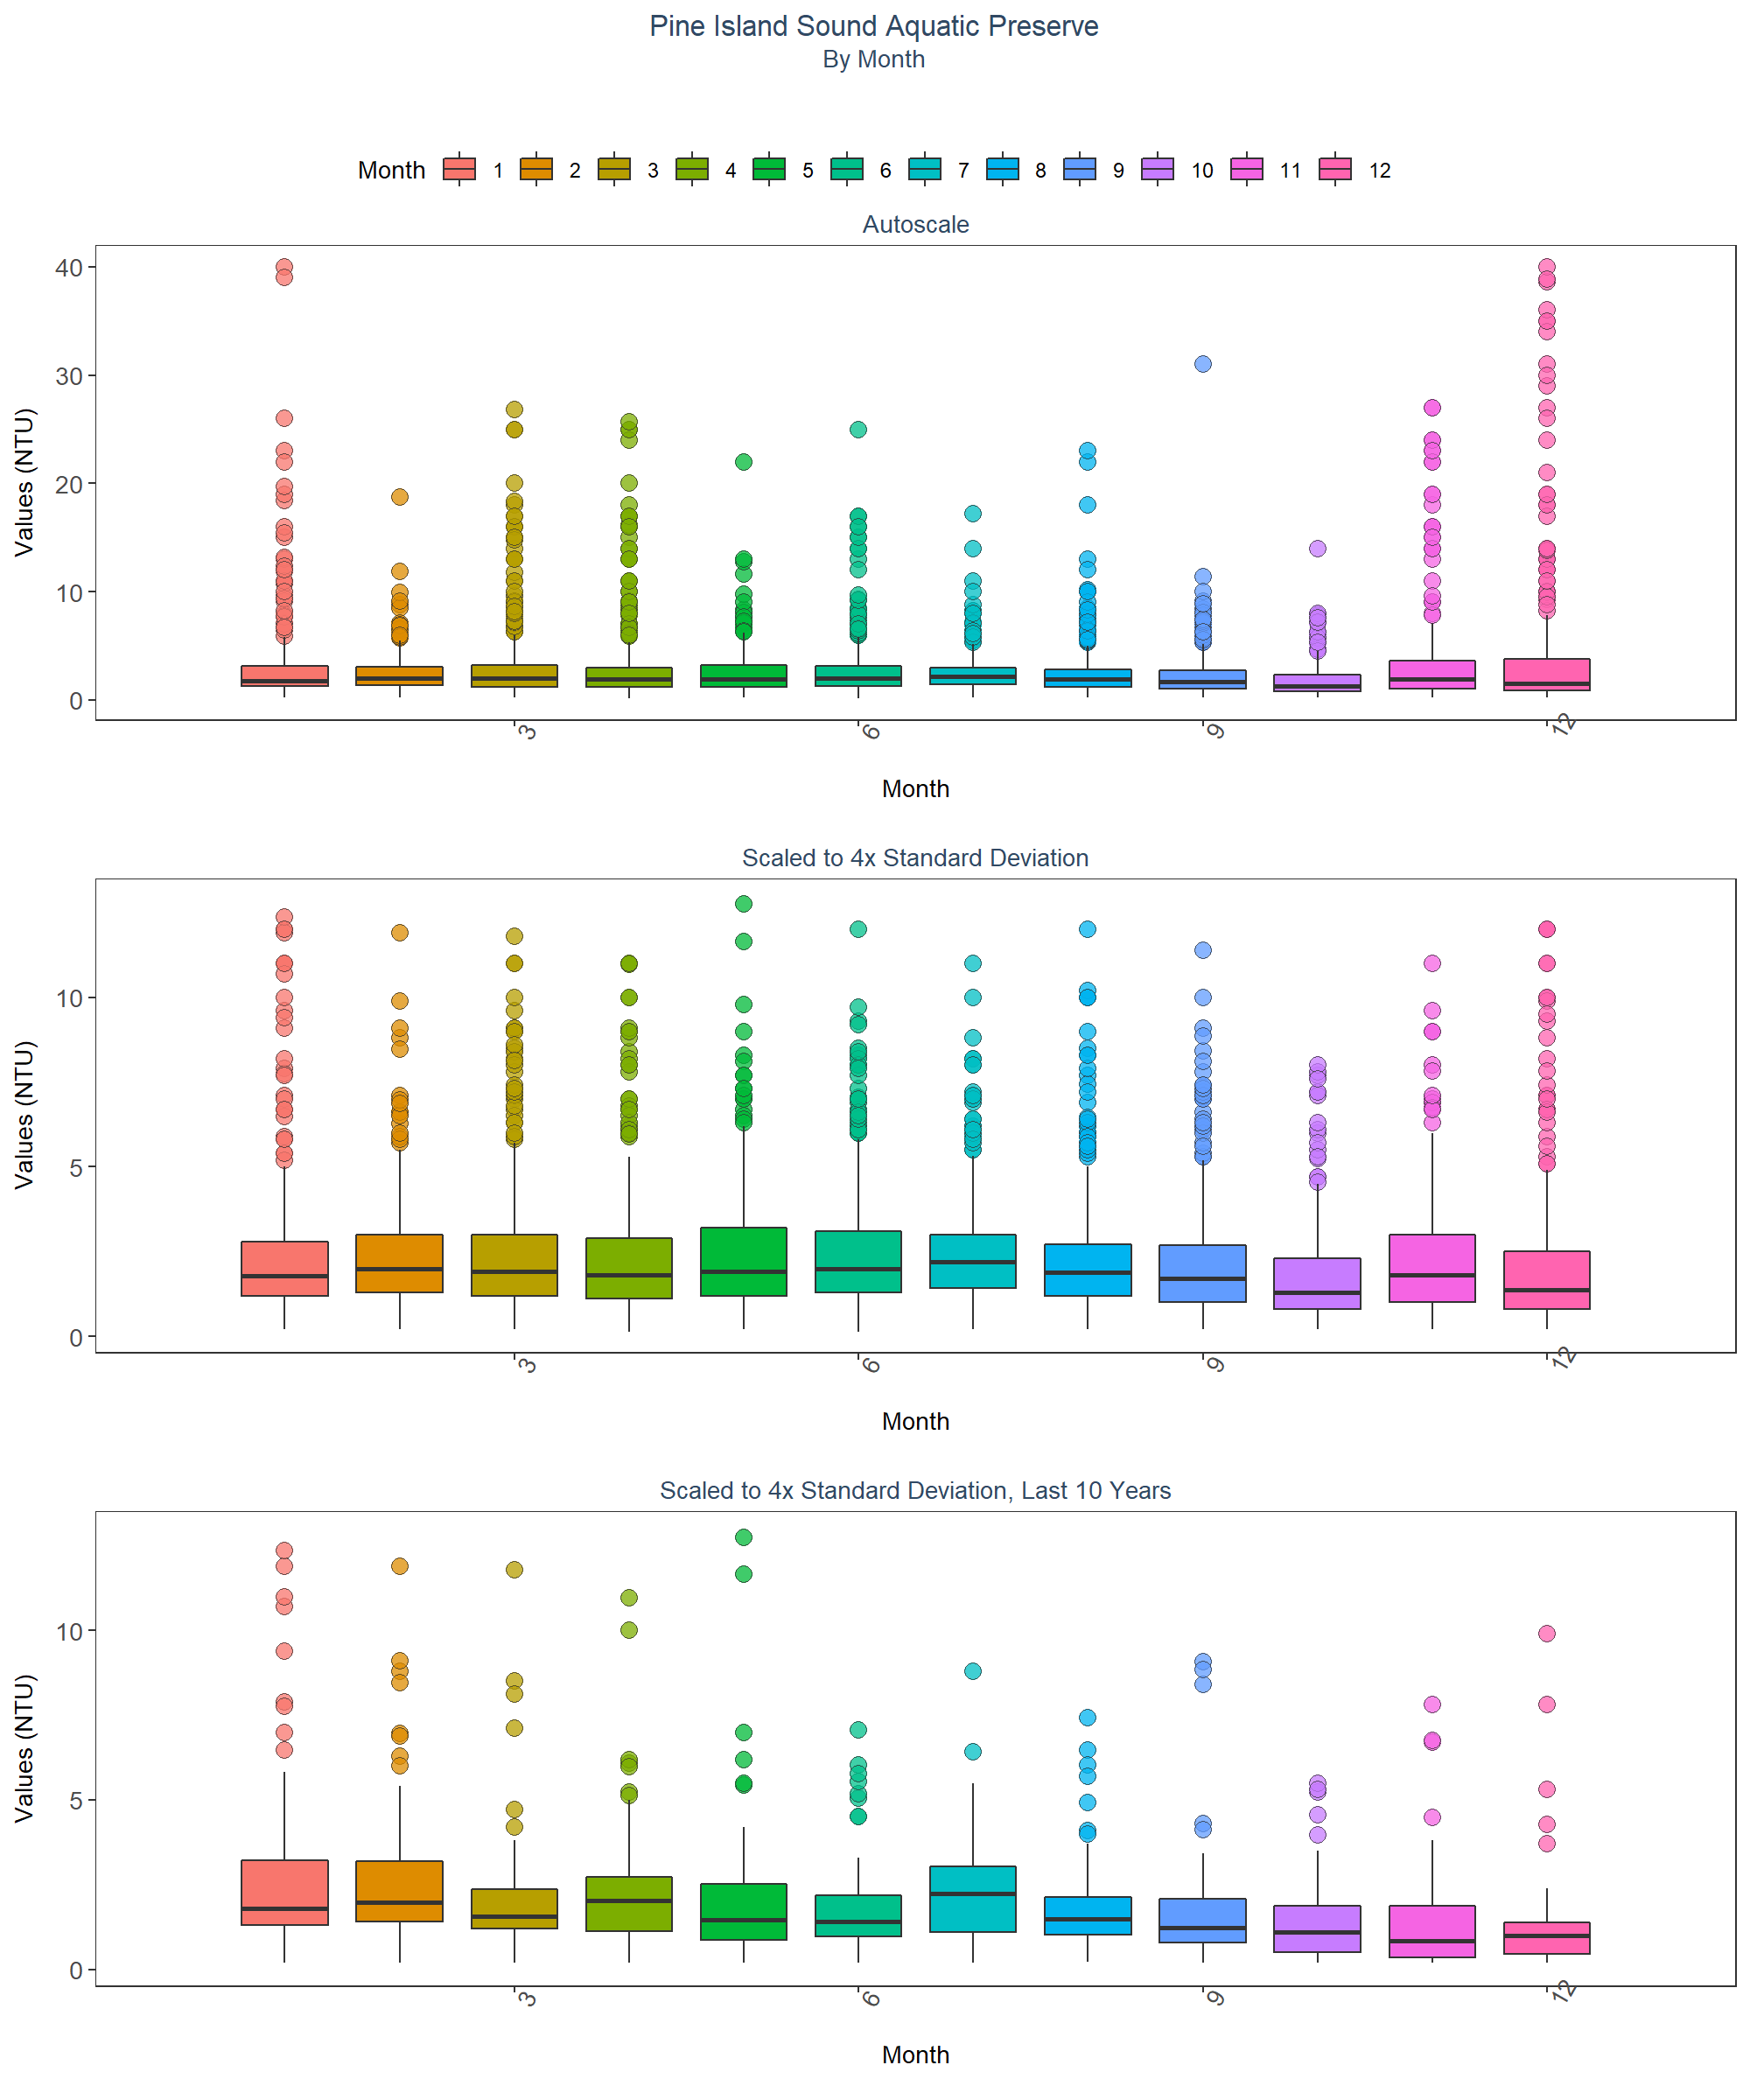 Pine Island Sound Aquatic Preserve
By Month
Month 1 2 3 4 5 6 7 8 9 10 11 12
Autoscale
Values (NTU)
40
30
20
10
0
3 6 9 12
Month
Scaled to 4x Standard Deviation
Values (NTU)
10
5
0
3 6 9 12
Month
Scaled to 4x Standard Deviation, Last 10 Years
Values (NTU)
10
5
0
3 6 9 12
Month